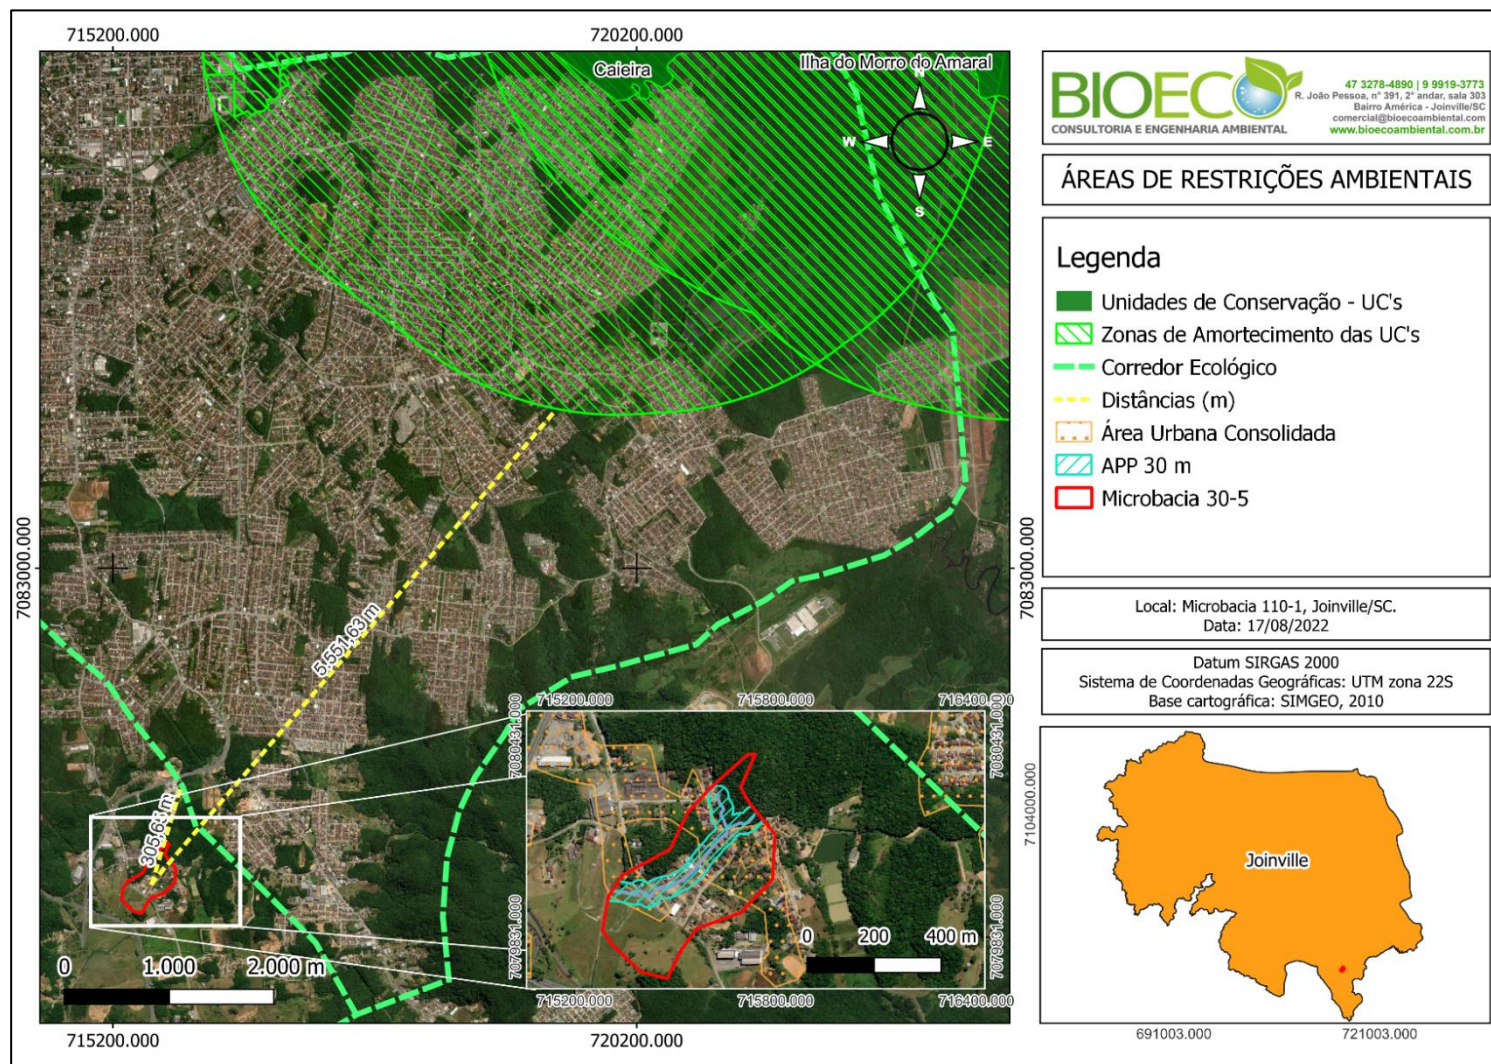 715200.000
720200.000
Caieira
Ilha do Morro do Amaral
N
W
E
S
7083000.000
7083000.000
5.551,63 m
305,65 m
0 1.000 2.000 m
715200.000
715800.000
716400.000
7080431.000
7080431.000
7079831.000
7079831.000
0 200 400 m
715200.000
715800.000
716400.000
715200.000
720200.000
BIOECO
CONSULTORIA E ENGENHARIA AMBIENTAL
47 3278-4890 | 9 9919-3773
R. João Pessoa, n° 391, 2° andar, sala 303
Bairro América - Joinville/SC
comercial@bioecoambiental.com
www.bioecoambiental.com.br
ÁREAS DE RESTRIÇÕES AMBIENTAIS
Legenda
Unidades de Conservação - UC's
Zonas de Amortecimento das UC's
Corredor Ecológico
Distâncias (m)
Área Urbana Consolidada
APP 30 m
Microbacia 30-5
Local: Microbacia 110-1, Joinville/SC.
Data: 17/08/2022
Datum SIRGAS 2000
Sistema de Coordenadas Geográficas: UTM zona 22S
Base cartográfica: SIMGEO, 2010
7104000.000
Joinville
691003.000
721003.000